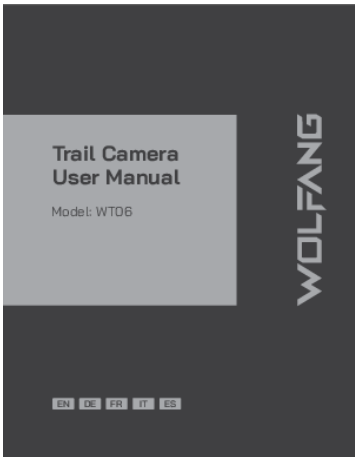 Trail Camera
User Manual
Model: WT06
WOLFANG
EN DE FR IT ES